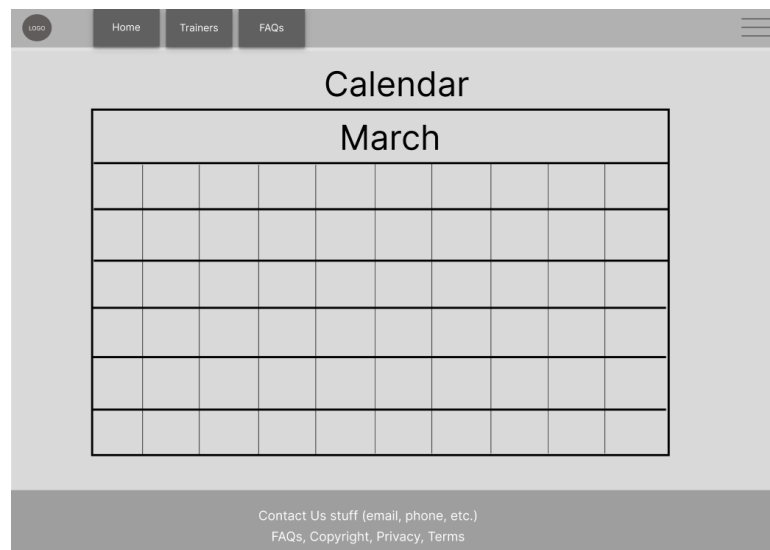 LOGO
Home
Trainers
FAQs
Calendar
March
Contact Us stuff (email, phone, etc.)
FAQs, Copyright, Privacy, Terms